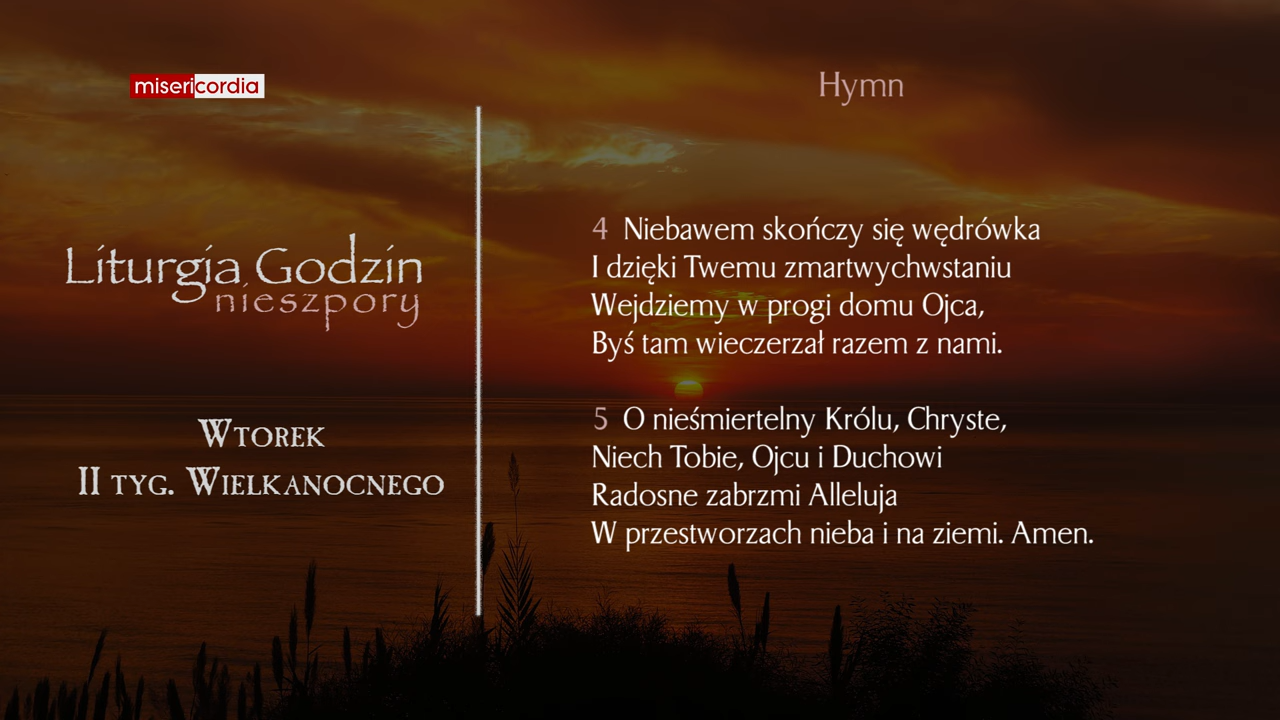 misericordia
Liturgia Godzin
nieszpory
Wtorek
II tyg. Wielkanocnego
Hymn
4 Niebawem skończy się wędrówka
I dzięki Twemu zmartwychwstaniu
Wejdziemy w progi domu Ojca,
Byś tam wieczerzał razem z nami.
5 O nieśmiertelny Królu, Chryste,
Niech Tobie, Ojcu i Duchowi
Radosne zabrzmi Alleluja
W przestworzach nieba i na ziemi. Amen.